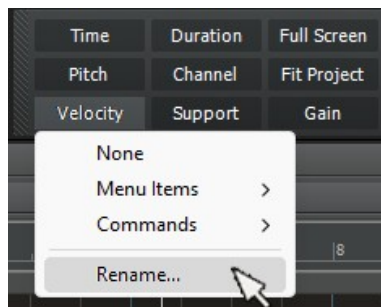 Time Duration Full Screen
Pitch Channel Fit Project
Velocity Support Gain
None
Menu Items
Commands
8
Rename...